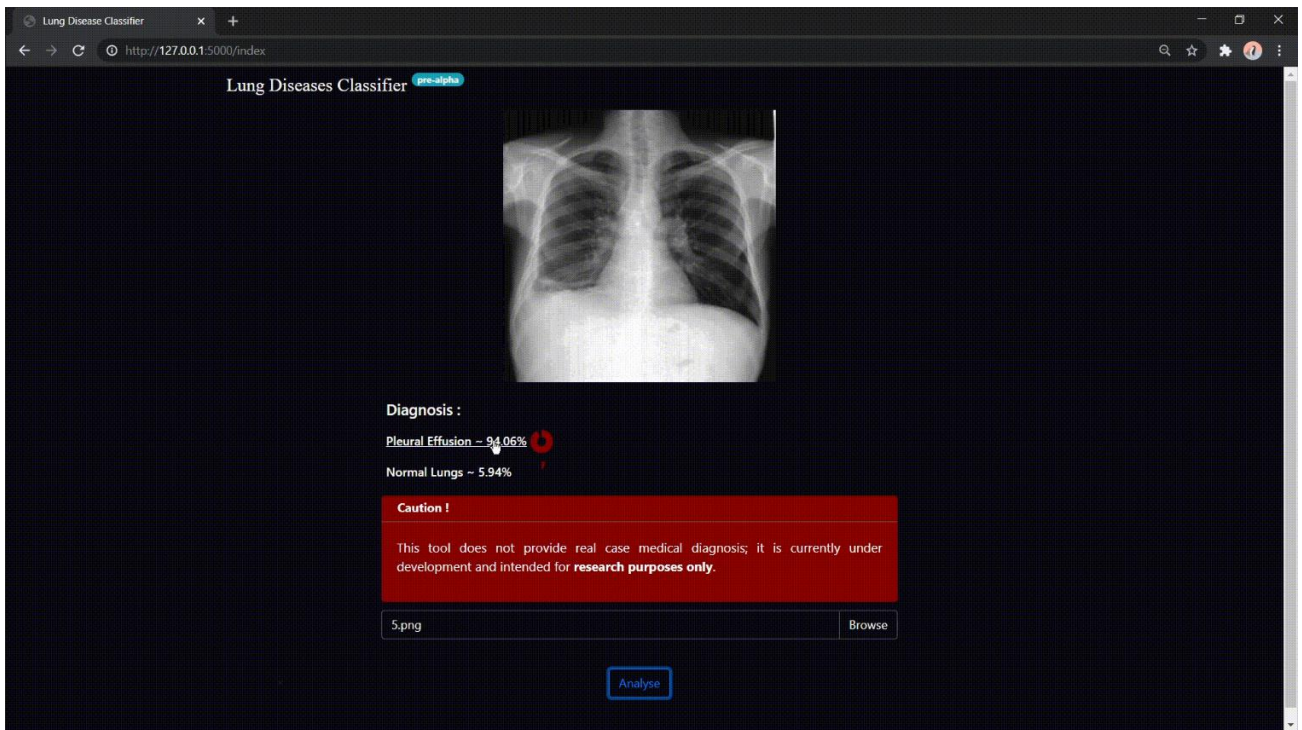 Lung Disease Classifier
http://127.0.0.1:5000/index
Lung Diseases Classifier pre-alpha
Diagnosis :
Pleural Effusion ~ 94.06%
Normal Lungs ~ 5.94%
Caution !
This tool does not provide real case medical diagnosis; it is currently under
development and intended for research purposes only.
5.png Browse
Analyse